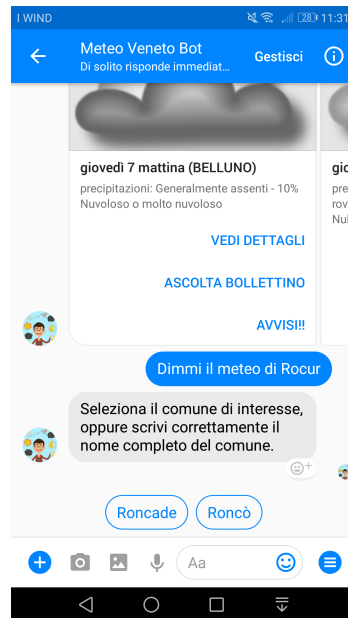 I WIND 28 11:31
Meteo Veneto Bot
Di solito risponde immediat...
Gestisci
giovedì 7 mattina (BELLUNO)
precipitazioni: Generalmente assenti - 10%
Nuvoloso o molto nuvoloso
VEDI DETTAGLI
ASCOLTA BOLLETTINO
AVVISI!!
gio
pre
rov
Nul
Dimmi il meteo di Rocur
Seleziona il comune di interesse,
oppure scrivi correttamente il
nome completo del comune.
Roncade Roncò
Aa